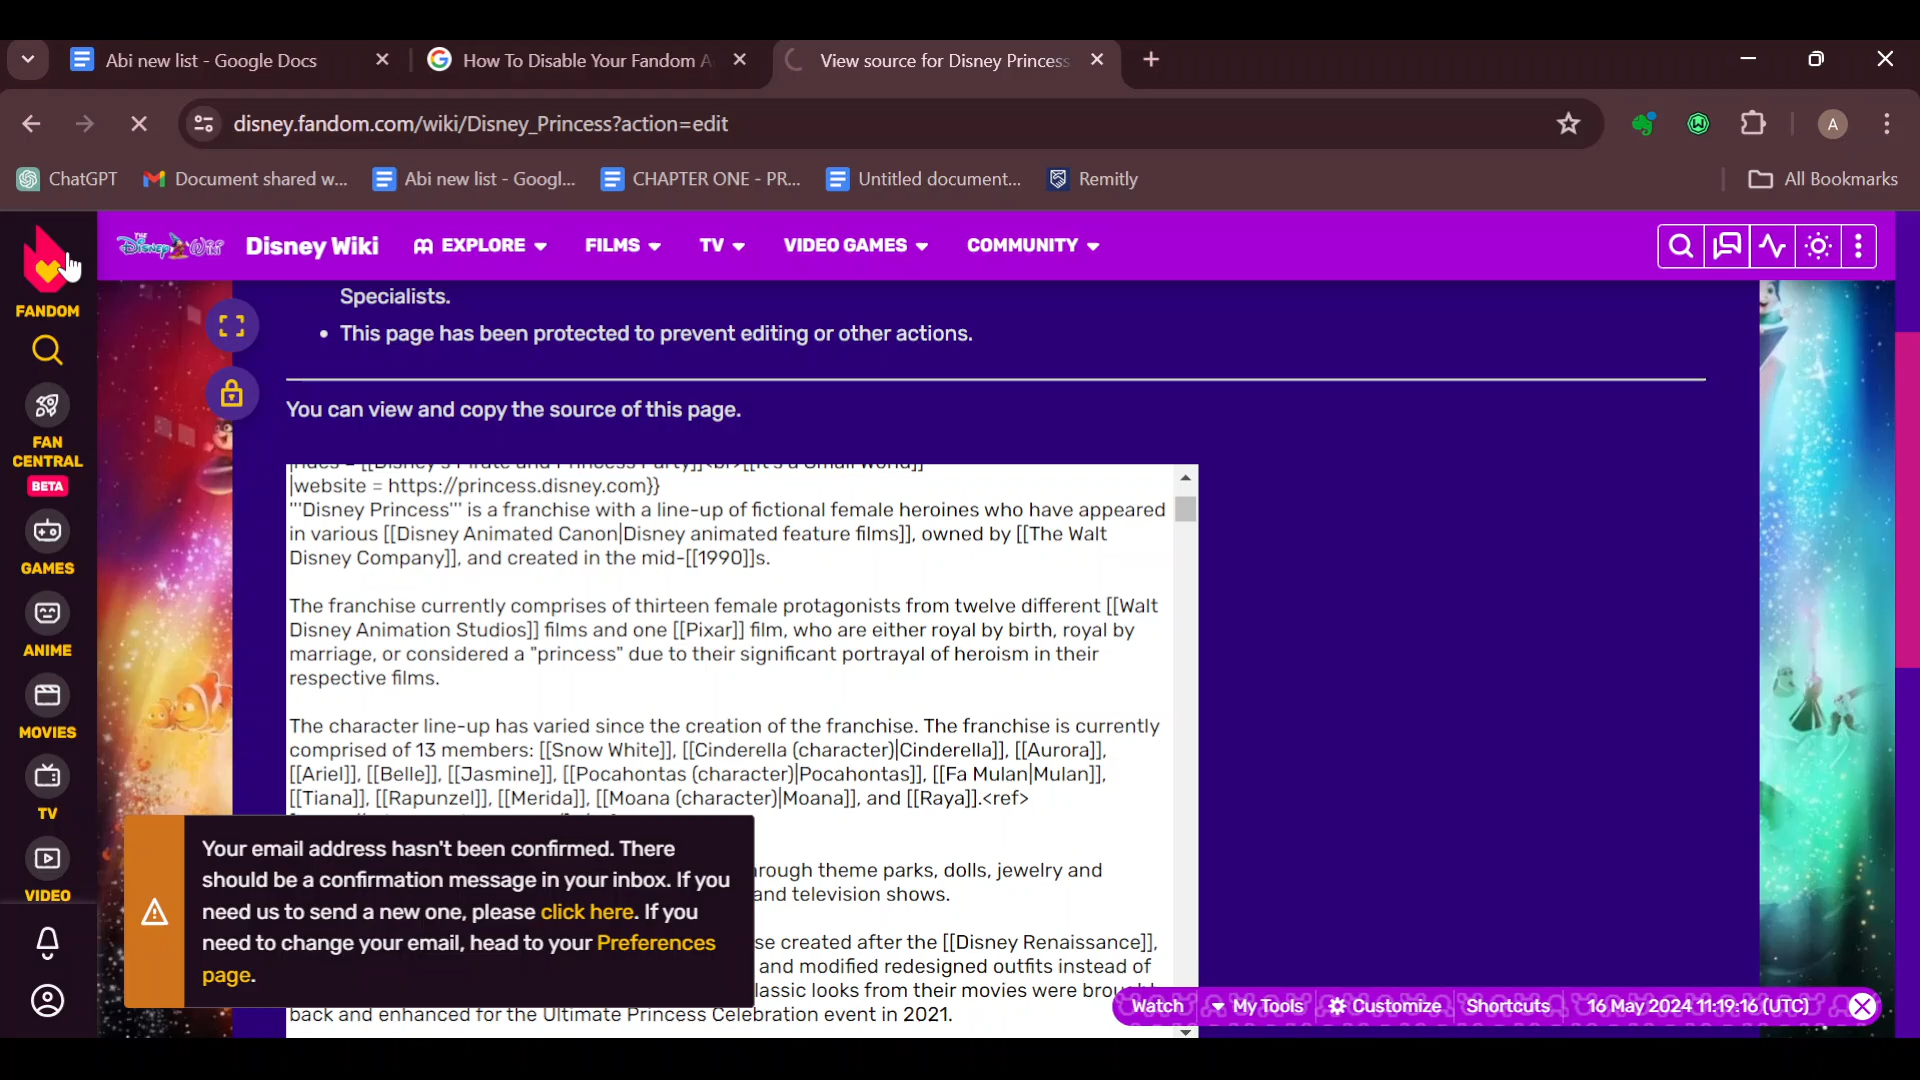 Abi new list - Google Docs
How To Disable Your Fandom A
View source for Disney Princess
disney.fandom.com/wiki/Disney_Princess?action=edit
A
ChatGPT
Document shared w...
Abi new list - Googl...
CHAPTER ONE - PR...
Untitled document...
Remitly
All Bookmarks
THE Disney Wiki
Disney Wiki
EXPLORE
FILMS
TV
VIDEO GAMES
COMMUNITY
FANDOM
FAN
CENTRAL
BETA
GAMES
ANIME
MOVIES
TV
VIDEO
Specialists.
• This page has been protected to prevent editing or other actions.
You can view and copy the source of this page.
|rides = [[Disney's Pirate and Princess Party]]<br>[[It's a Small World]]
|website = https://princess.disney.com}}
'''Disney Princess''' is a franchise with a line-up of fictional female heroines who have appeared
in various [[Disney Animated Canon|Disney animated feature films]], owned by [[The Walt
Disney Company]], and created in the mid-[[1990]]s.
The franchise currently comprises of thirteen female protagonists from twelve different [[Walt
Disney Animation Studios]] films and one [[Pixar]] film, who are either royal by birth, royal by
marriage, or considered a "princess" due to their significant portrayal of heroism in their
respective films.
The character line-up has varied since the creation of the franchise. The franchise is currently
comprised of 13 members: [[Snow White]], [[Cinderella (character)|Cinderella]], [[Aurora]],
[[Ariel]], [[Belle]], [[Jasmine]], [[Pocahontas (character)|Pocahontas]], [[Fa Mulan|Mulan]],
[[Tiana]], [[Rapunzel]], [[Merida]], [[Moana (character)|Moana]], and [[Raya]].<ref>
through theme parks, dolls, jewelry and
and television shows.
se created after the [[Disney Renaissance]],
and modified redesigned outfits instead of
lassic looks from their movies were brought
back and enhanced for the Ultimate Princess Celebration event in 2021.
Your email address hasn't been confirmed. There
should be a confirmation message in your inbox. If you
need us to send a new one, please click here. If you
need to change your email, head to your Preferences
page.
Watch
My Tools
Customize
Shortcuts
16 May 2024 11:19:16 (UTC)